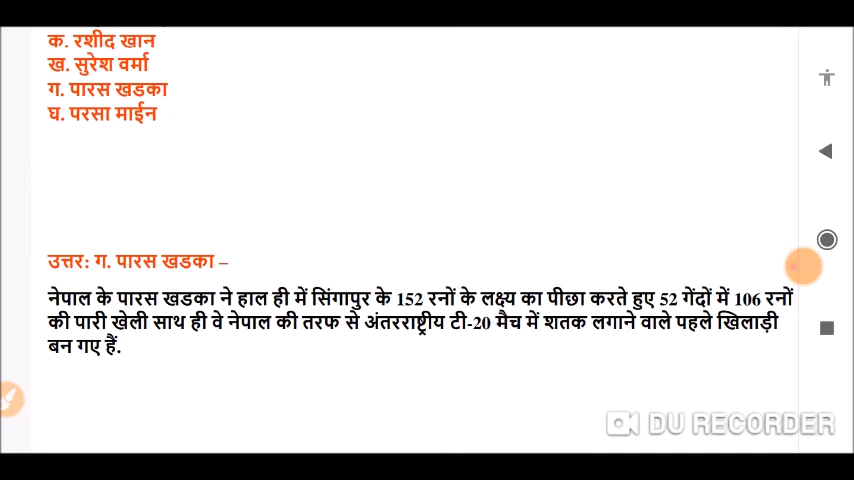 क. रशीद खान
ख. सुरेश वर्मा
ग. पारस खडका
घ. परसा माईन
उत्तर: ग. पारस खडका –
नेपाल के पारस खडका ने हाल ही में सिंगापुर के 152 रनों के लक्ष्य का पीछा करते हुए 52 गेंदों में 106 रनों
की पारी खेली साथ ही वे नेपाल की तरफ से अंतरराष्ट्रीय टी-20 मैच में शतक लगाने वाले पहले खिलाड़ी
बन गए हैं.
DU RECORDER